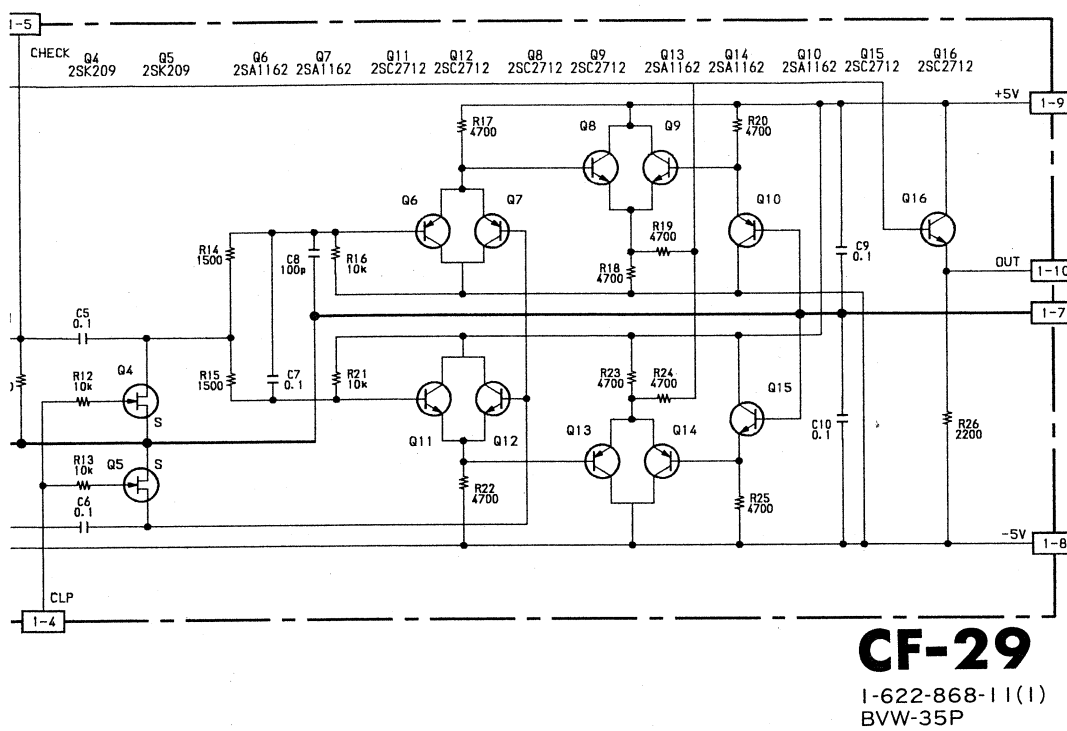 1-5
CHECK
Q4
2SK209
Q5
2SK209
Q6
2SA1162
Q7
2SA1162
Q11
2SC2712
Q12
2SC2712
Q8
2SC2712
Q9
2SC2712
Q13
2SA1162
Q14
2SA1162
Q10
2SA1162
Q15
2SC2712
Q16
2SC2712
+5V
1-9
R17
4700
Q8
Q9
R20
4700
Q6
Q7
Q10
Q16
R14
1500
C8
100p
R16
10k
R19
4700
R18
4700
C9
0.1
OUT
1-10
1-7
C5
0.1
R12
10k
Q4
S
R15
1500
C7
0.1
R21
10k
R23
4700
R24
4700
Q15
Q11
Q12
Q13
Q14
C10
0.1
R26
2200
R13
10k
Q5
S
R22
4700
R25
4700
C6
0.1
-5V
1-8
CLP
1-4
CF-29
1-622-868-11(1)
BVW-35P